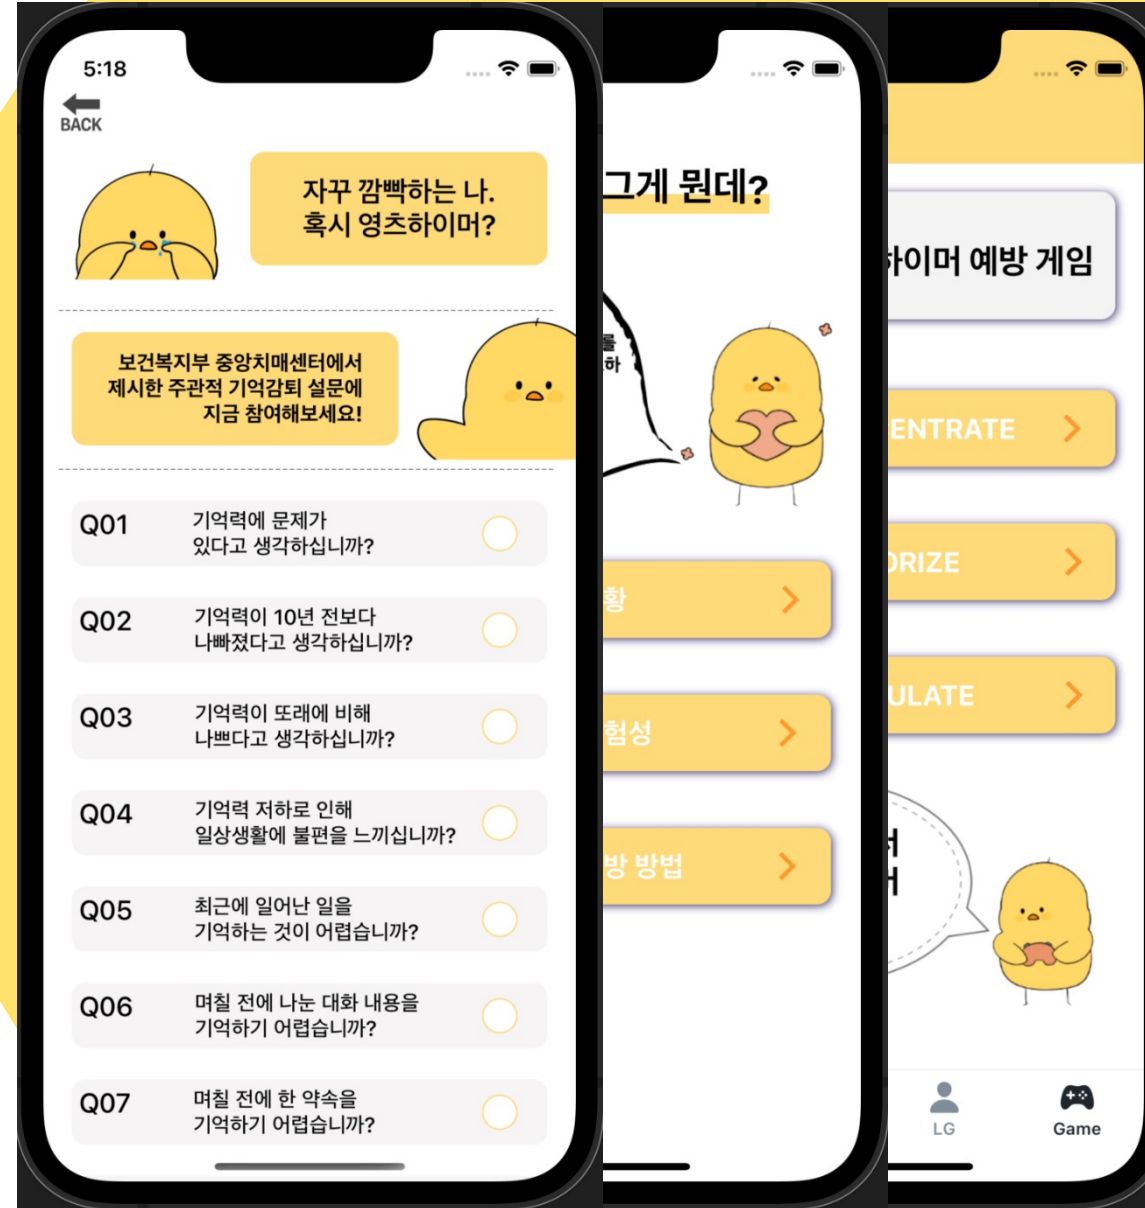 5:18
BACK
자꾸 깜빡하는 나.
혹시 영츠하이머?
보건복지부 중앙치매센터에서
제시한 주관적 기억감퇴 설문에
지금 참여해보세요!
Q01
기억력에 문제가
있다고 생각하십니까?
Q02
기억력이 10년 전보다
나빠졌다고 생각하십니까?
Q03
기억력이 또래에 비해
나쁘다고 생각하십니까?
Q04
기억력 저하로 인해
일상생활에 불편을 느끼십니까?
Q05
최근에 일어난 일을
기억하는 것이 어렵습니까?
Q06
며칠 전에 나눈 대화 내용을
기억하기 어렵습니까?
Q07
며칠 전에 한 약속을
기억하기 어렵습니까?
그게 뭔데?
를
하
황
험성
방 방법
하이머 예방 게임
ENTRATE
ORIZE
ULATE
LG
Game